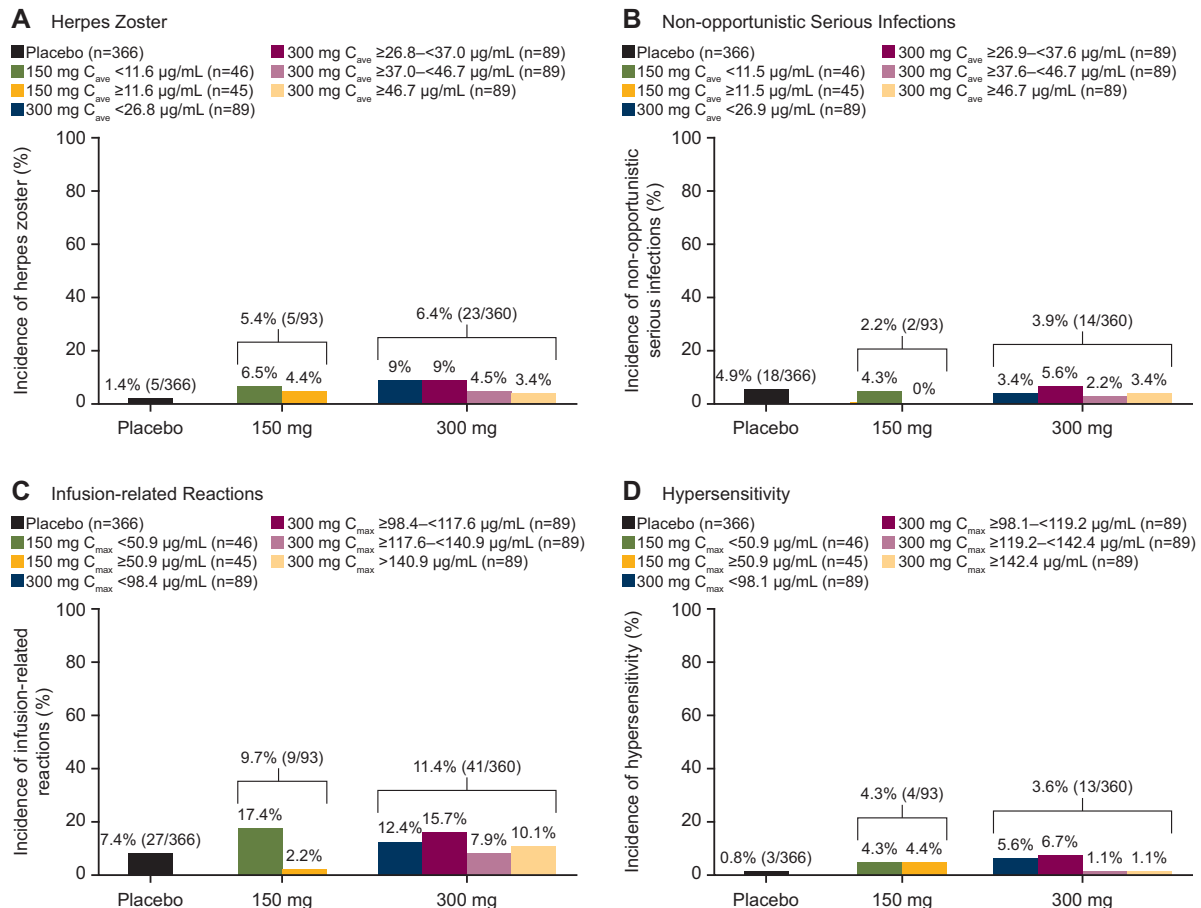 A Herpes Zoster
Placebo (n=366)
150 mg Cave <11.6 µg/mL (n=46)
150 mg Cave ≥11.6 µg/mL (n=45)
300 mg Cave <26.8 µg/mL (n=89)
300 mg Cave ≥26.8–<37.0 µg/mL (n=89)
300 mg Cave ≥37.0–<46.7 µg/mL (n=89)
300 mg Cave ≥46.7 µg/mL (n=89)
Incidence of herpes zoster (%)
100
80
60
40
20
0
1.4% (5/366)
5.4% (5/93)
6.5%
4.4%
6.4% (23/360)
9%
9%
4.5%
3.4%
Placebo
150 mg
300 mg
B Non-opportunistic Serious Infections
Placebo (n=366)
150 mg Cave <11.5 µg/mL (n=46)
150 mg Cave ≥11.5 µg/mL (n=45)
300 mg Cave <26.9 µg/mL (n=89)
300 mg Cave ≥26.9–<37.6 µg/mL (n=89)
300 mg Cave ≥37.6–<46.7 µg/mL (n=89)
300 mg Cave ≥46.7 µg/mL (n=89)
Incidence of non-opportunistic
serious infections (%)
100
80
60
40
20
0
4.9% (18/366)
2.2% (2/93)
4.3%
0%
3.9% (14/360)
3.4%
5.6%
2.2%
3.4%
Placebo
150 mg
300 mg
C Infusion-related Reactions
Placebo (n=366)
150 mg Cmax <50.9 µg/mL (n=46)
150 mg Cmax ≥50.9 µg/mL (n=45)
300 mg Cmax <98.4 µg/mL (n=89)
300 mg Cmax ≥98.4–<117.6 µg/mL (n=89)
300 mg Cmax ≥117.6–<140.9 µg/mL (n=89)
300 mg Cmax >140.9 µg/mL (n=89)
Incidence of infusion-related
reactions (%)
100
80
60
40
20
0
7.4% (27/366)
9.7% (9/93)
17.4%
2.2%
11.4% (41/360)
12.4%
15.7%
7.9%
10.1%
Placebo
150 mg
300 mg
D Hypersensitivity
Placebo (n=366)
150 mg Cmax <50.9 µg/mL (n=46)
150 mg Cmax ≥50.9 µg/mL (n=45)
300 mg Cmax <98.1 µg/mL (n=89)
300 mg Cmax ≥98.1–<119.2 µg/mL (n=89)
300 mg Cmax ≥119.2–<142.4 µg/mL (n=89)
300 mg Cmax ≥142.4 µg/mL (n=89)
Incidence of hypersensitivity (%)
100
80
60
40
20
0
0.8% (3/366)
4.3% (4/93)
4.3%
4.4%
3.6% (13/360)
5.6%
6.7%
1.1%
1.1%
Placebo
150 mg
300 mg